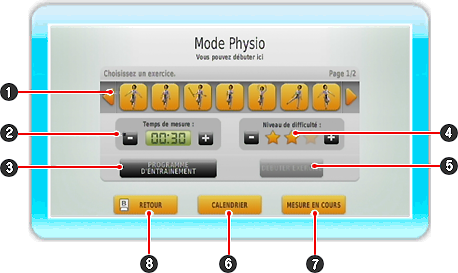 Mode Physio
Vous pouvez débuter ici
Choisissez un exercice.
Page 1/2
1
Temps de mesure :
Niveau de difficulté :
2
- 00:30 +
- +
4
3
PROGRAMME
D'ENTRAINEMENT
5
B RETOUR
CALENDRIER
MESURE EN COURS
8
6
7